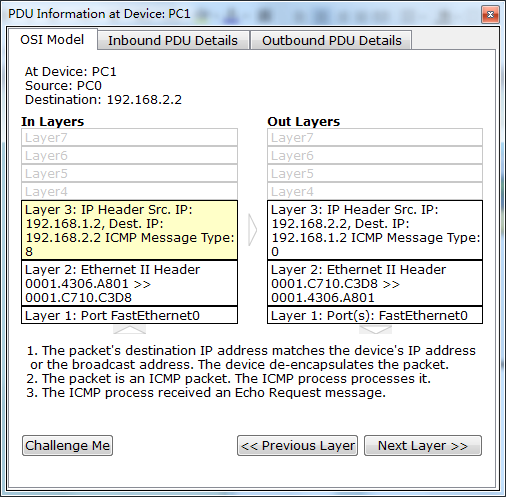 PDU Information at Device: PC1
OSI Model
Inbound PDU Details
Outbound PDU Details
At Device: PC1
Source: PC0
Destination: 192.168.2.2
In Layers
Layer7
Layer6
Layer5
Layer4
Layer 3: IP Header Src. IP:
192.168.1.2, Dest. IP:
192.168.2.2 ICMP Message Type:
8
Layer 2: Ethernet II Header
0001.4306.A801 >>
0001.C710.C3D8
Layer 1: Port FastEthernet0
Out Layers
Layer7
Layer6
Layer5
Layer4
Layer 3: IP Header Src. IP:
192.168.2.2, Dest. IP:
192.168.1.2 ICMP Message Type:
0
Layer 2: Ethernet II Header
0001.C710.C3D8 >>
0001.4306.A801
Layer 1: Port(s): FastEthernet0
1. The packet's destination IP address matches the device's IP address
or the broadcast address. The device de-encapsulates the packet.
2. The packet is an ICMP packet. The ICMP process processes it.
3. The ICMP process received an Echo Request message.
Challenge Me
<< Previous Layer
Next Layer >>